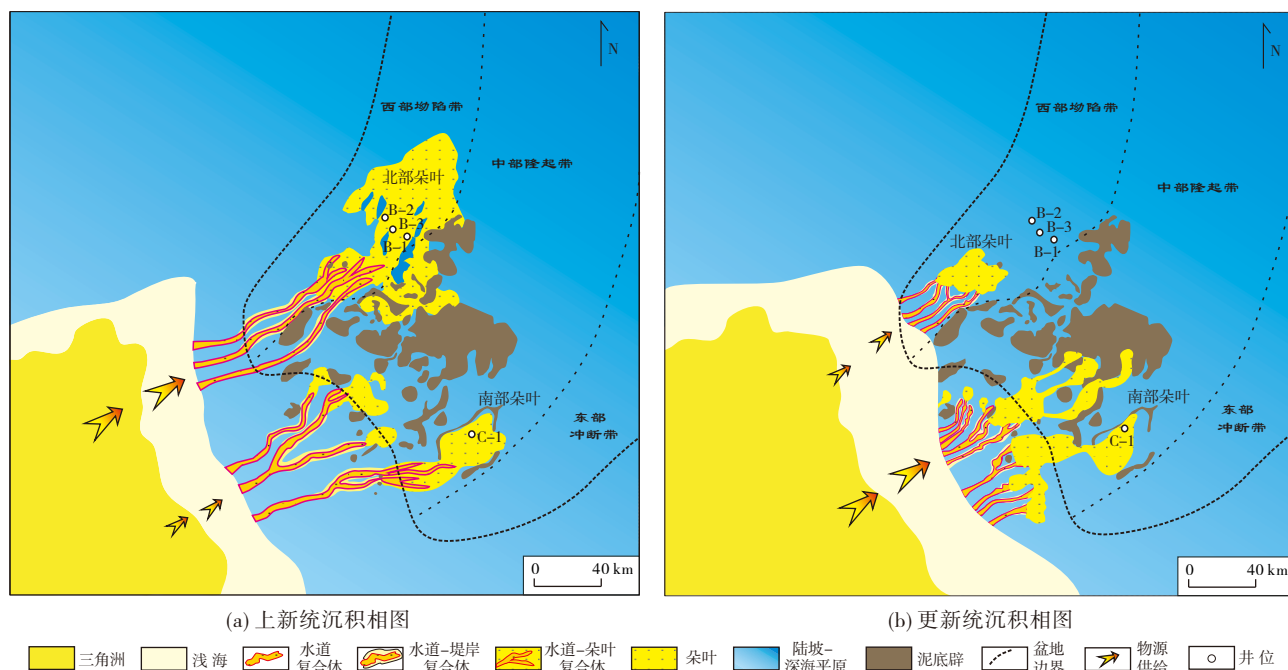 N
西部坳陷带
中部隆起带
北部朵叶
B-2
B-3
B-1
南部朵叶
C-1
东部
冲断带
0 40 km
(a) 上新统沉积相图
N
西部坳陷带
中部隆起带
B-2
B-3
B-1
北部朵叶
南部朵叶
C-1
东部
冲断带
0 40 km
(b) 更新统沉积相图
三角洲
浅海
水道
复合体
水道-堤岸
复合体
水道-朵叶
复合体
朵叶
陆坡-
深海平原
泥底辟
盆地
边界
物源
供给
井位